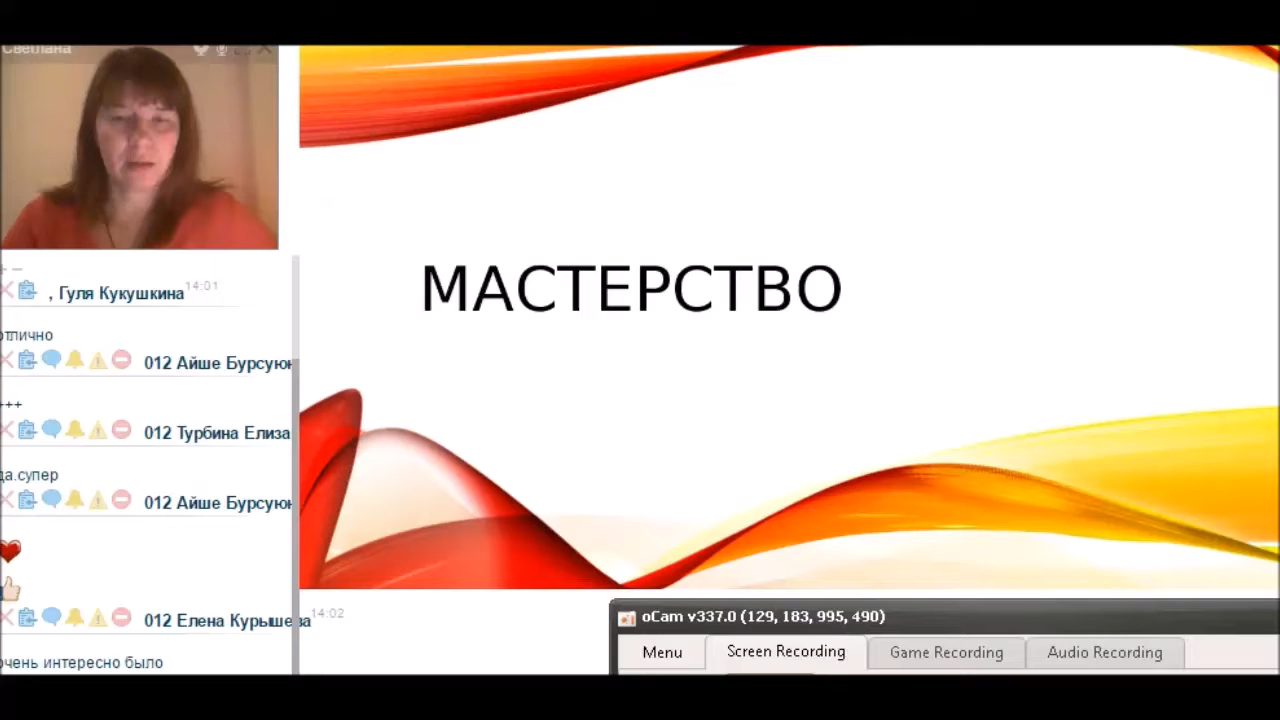 Светлана
, Гуля Кукушкина 14:01
отлично
012 Айше Бурсуюк
+++
012 Турбина Елиза
да.супер
012 Айше Бурсуюк
012 Елена Курышева 14:02
очень интересно было
МАСТЕРСТВО
oCam v337.0 (129, 183, 995, 490)
Menu
Screen Recording
Game Recording
Audio Recording